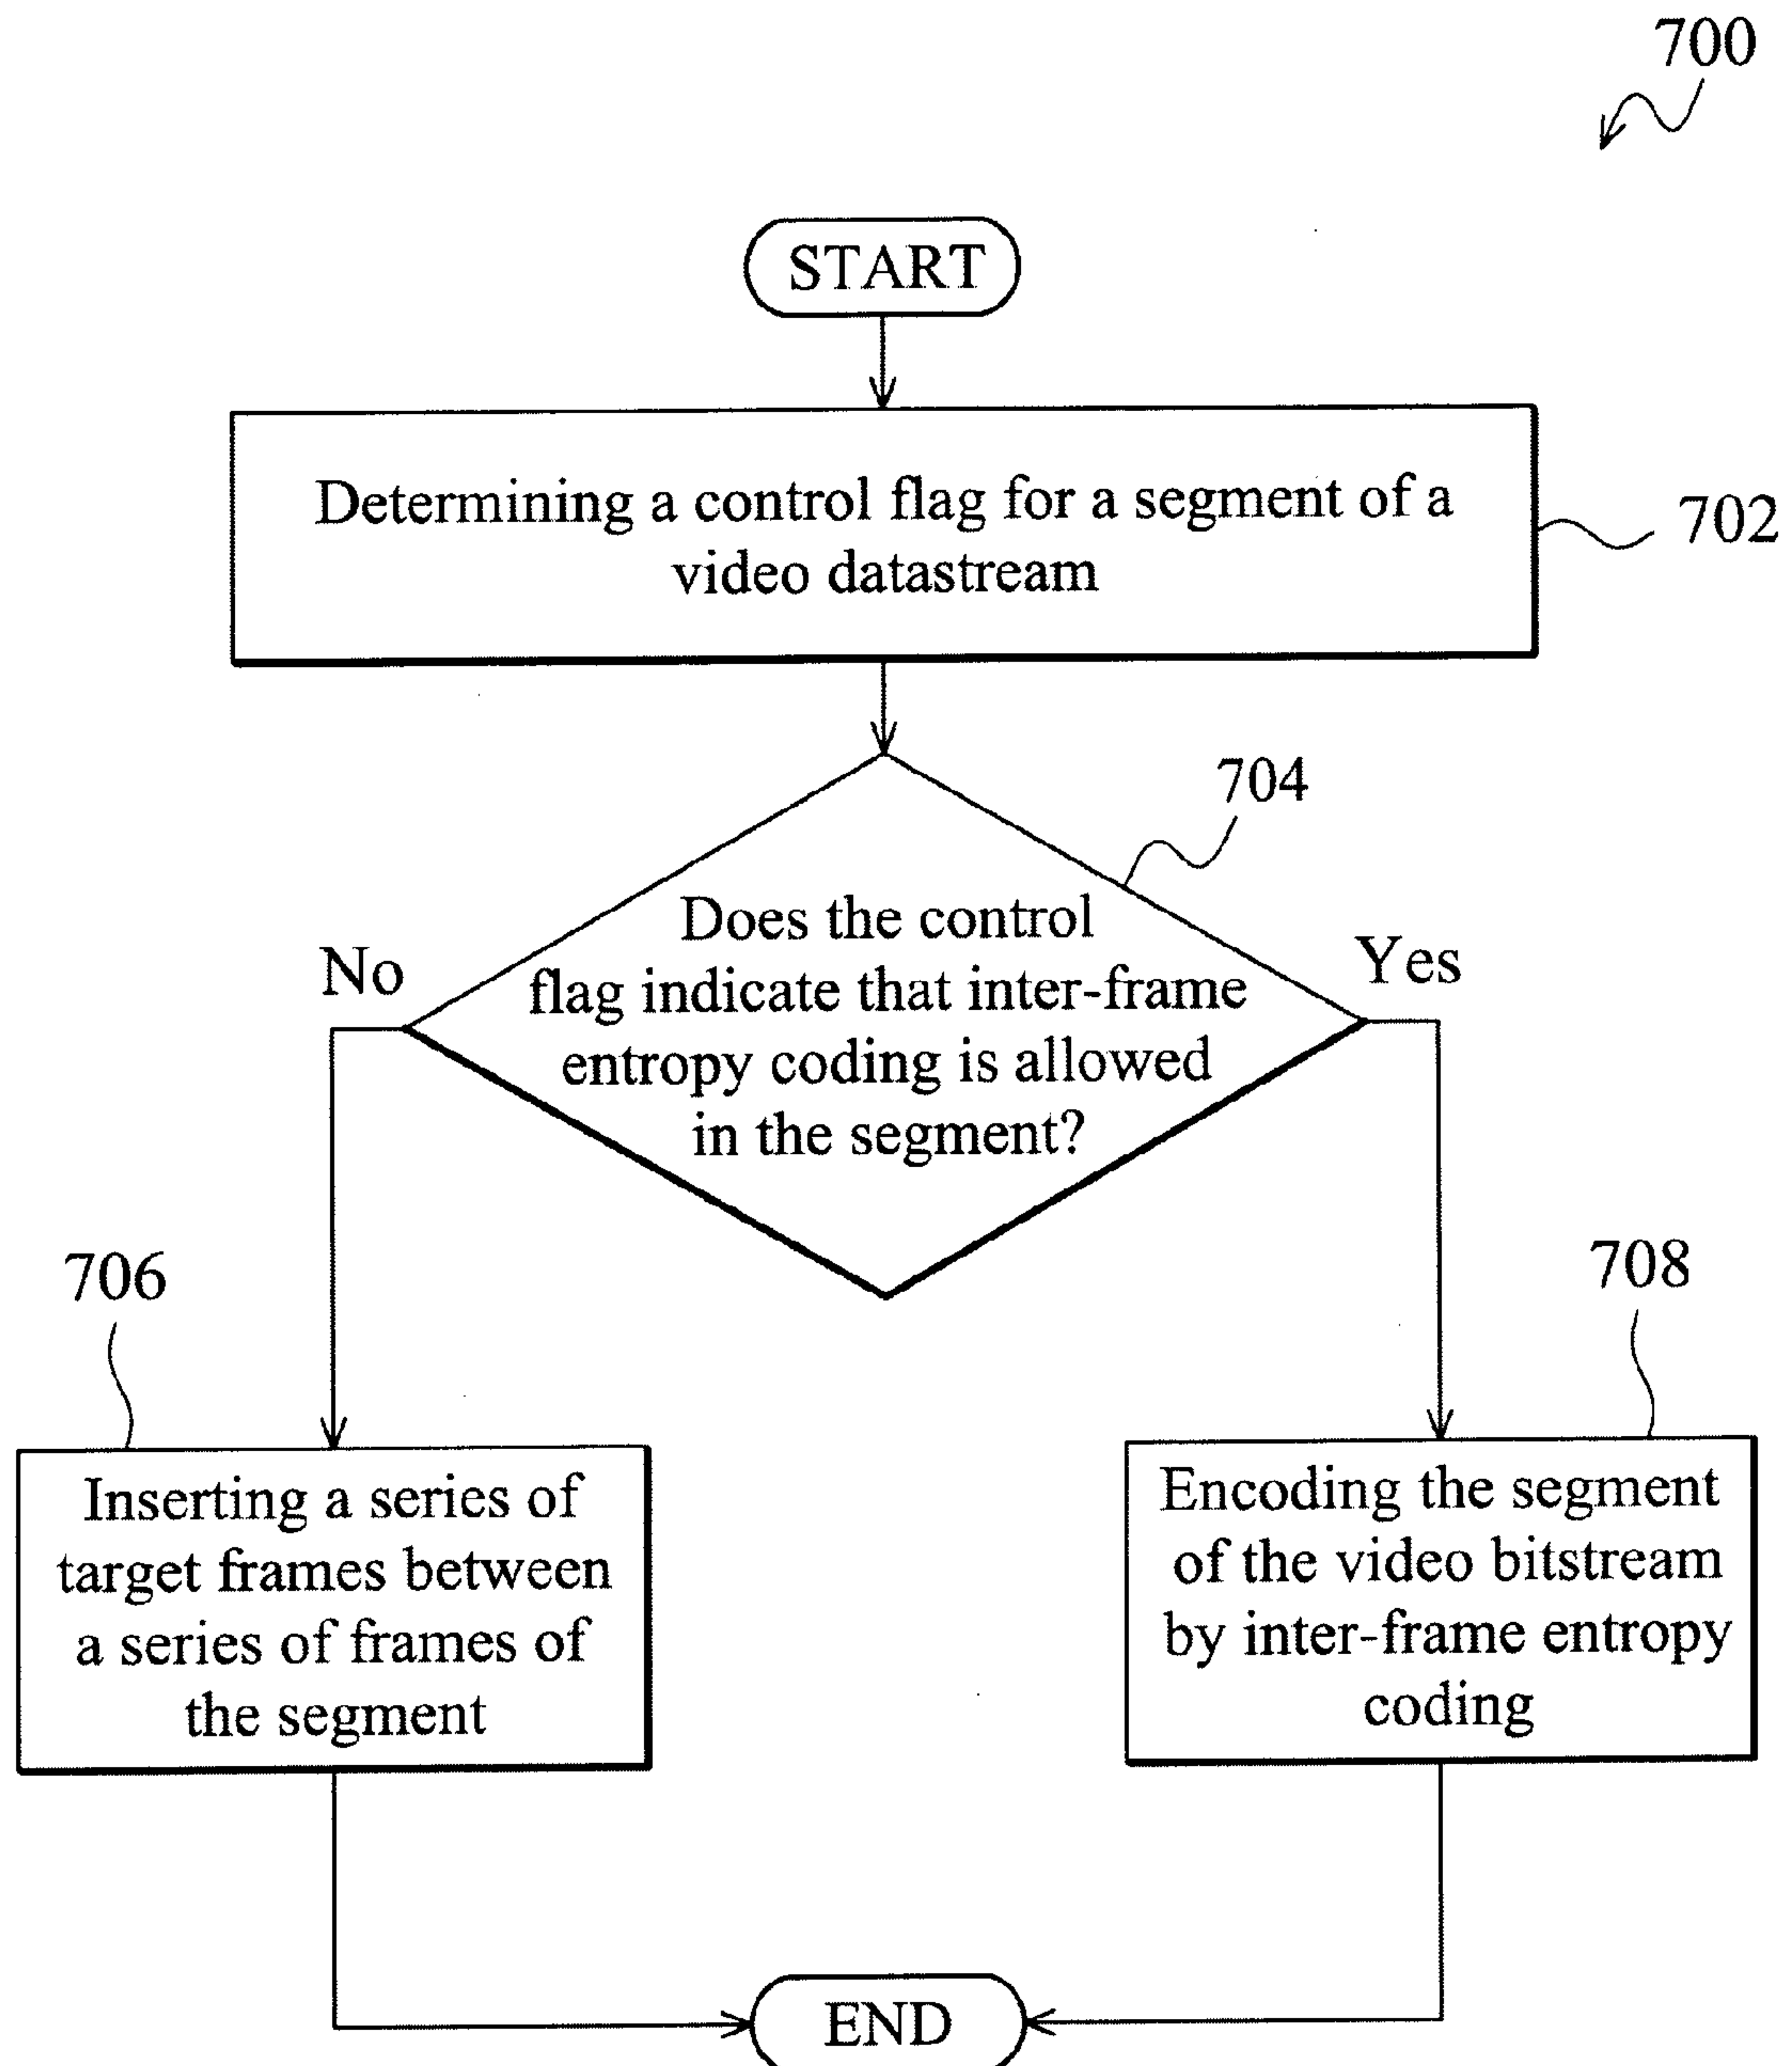 700
START
Determining a control flag for a segment of a
video datastream
702
704
Does the control
flag indicate that inter-frame
entropy coding is allowed
in the segment?
No
Yes
706
708
Inserting a series of
target frames between
a series of frames of
the segment
Encoding the segment
of the video bitstream
by inter-frame entropy
coding
END